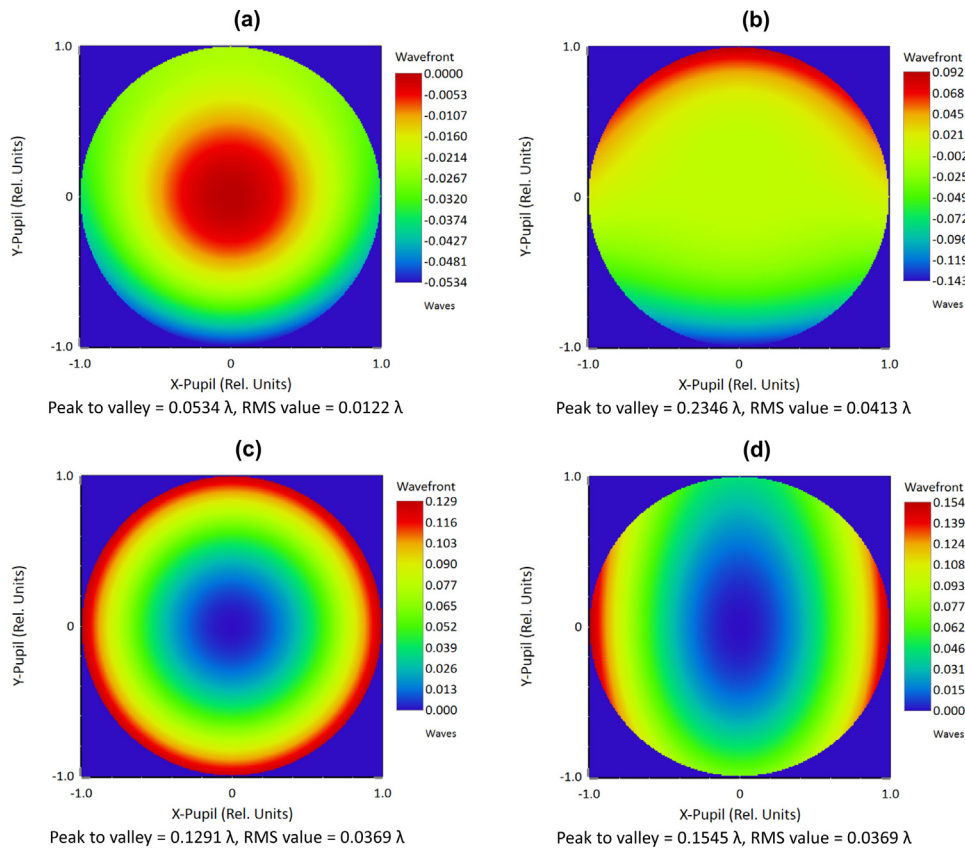 (a)
1.0
0
-1.0
Y-Pupil (Rel. Units)
-1.0
0
1.0
X-Pupil (Rel. Units)
Wavefront
0.0000
-0.0053
-0.0107
-0.0160
-0.0214
-0.0320
-0.0374
-0.0427
-0.0481
-0.0534
Waves
Peak to valley = 0.0534 λ, RMS value = 0.0122 λ
(b)
1.0
0
-1.0
Y-Pupil (Rel. Units)
-1.0
0
1.0
X-Pupil (Rel. Units)
Wavefront
0.092
0.068
0.045
-0.002
-0.025
-0.049
-0.072
-0.096
-0.119
-0.143
Waves
Peak to valley = 0.2346 λ, RMS value = 0.0413 λ
(c)
1.0
0
-1.0
Y-Pupil (Rel. Units)
-1.0
0
1.0
X-Pupil (Rel. Units)
Wavefront
0.129
0.116
0.090
0.077
0.065
0.052
0.039
0.026
0.013
0.000
Waves
Peak to valley = 0.1291 λ, RMS value = 0.0369 λ
(d)
1.0
0
-1.0
Y-Pupil (Rel. Units)
-1.0
0
1.0
X-Pupil (Rel. Units)
Wavefront
0.154
0.124
0.108
0.093
0.077
0.062
0.046
0.031
0.015
0.000
Waves
Peak to valley = 0.1545 λ, RMS value = 0.0369 λ